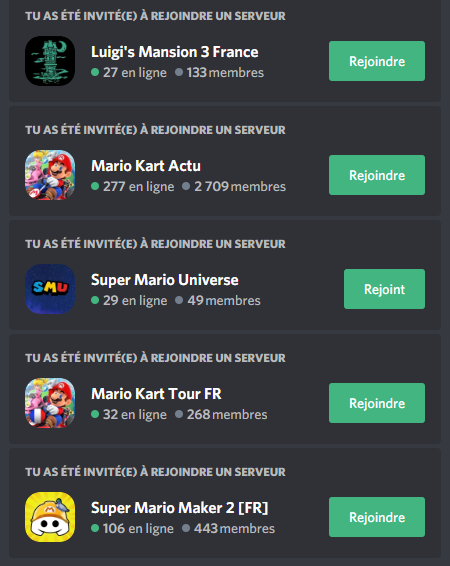 TU AS ÉTÉ INVITÉ(E) À REJOINDRE UN SERVEUR
Luigi's Mansion 3 France
27 en ligne 133 membres
Rejoindre
TU AS ÉTÉ INVITÉ(E) À REJOINDRE UN SERVEUR
Mario Kart Actu
277 en ligne 2 709 membres
Rejoindre
TU AS ÉTÉ INVITÉ(E) À REJOINDRE UN SERVEUR
SMU
Super Mario Universe
29 en ligne 49 membres
Rejoint
TU AS ÉTÉ INVITÉ(E) À REJOINDRE UN SERVEUR
Mario Kart Tour FR
32 en ligne 268 membres
Rejoindre
TU AS ÉTÉ INVITÉ(E) À REJOINDRE UN SERVEUR
Super Mario Maker 2 [FR]
106 en ligne 443 membres
Rejoindre